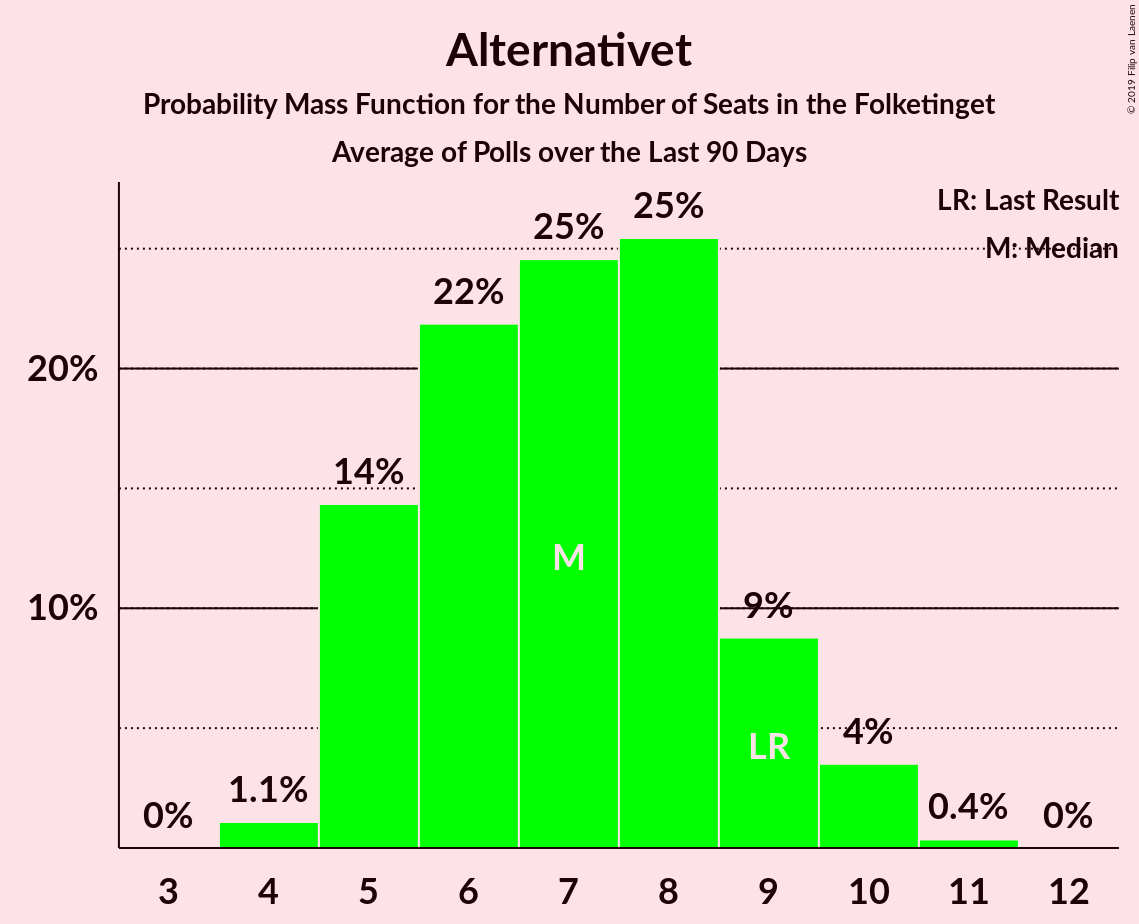 Alternativet
Probability Mass Function for the Number of Seats in the Folketinget
Average of Polls over the Last 90 Days
© 2019 Filip van Laenen
LR: Last Result
M: Median
20%
10%
0%
1.1%
14%
22%
25%
25%
9%
4%
0.4%
0%
M
LR
3 4 5 6 7 8 9 10 11 12